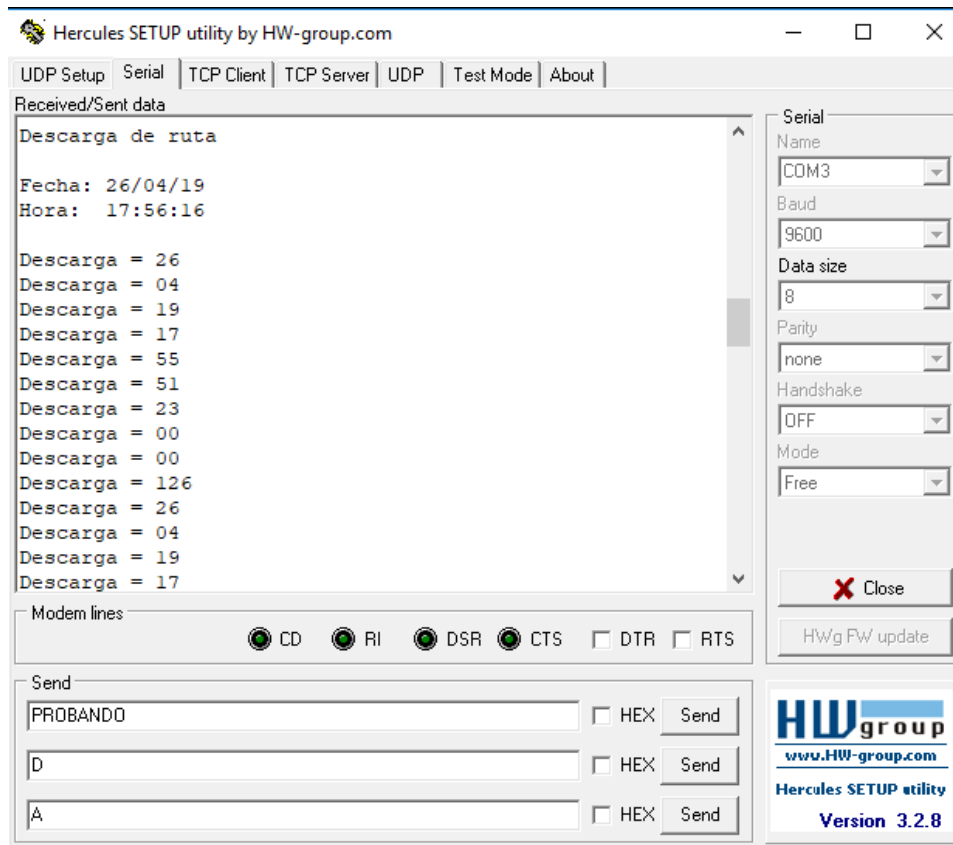 Hercules SETUP utility by HW-group.com
UDP Setup Serial TCP Client TCP Server UDP Test Mode About
Received/Sent data
Descarga de ruta
Fecha: 26/04/19
Hora:  17:56:16
Descarga = 26
Descarga = 04
Descarga = 19
Descarga = 17
Descarga = 55
Descarga = 51
Descarga = 23
Descarga = 00
Descarga = 00
Descarga = 126
Descarga = 26
Descarga = 04
Descarga = 19
Descarga = 17
Serial
Name
COM3
Baud
9600
Data size
8
Parity
none
Handshake
OFF
Mode
Free
Close
HWg FW update
Modem lines
CD RI DSR CTS DTR RTS
Send
PROBANDO HEX Send
D HEX Send
A HEX Send
HW group
www.HW-group.com
Hercules SETUP utility
Version 3.2.8